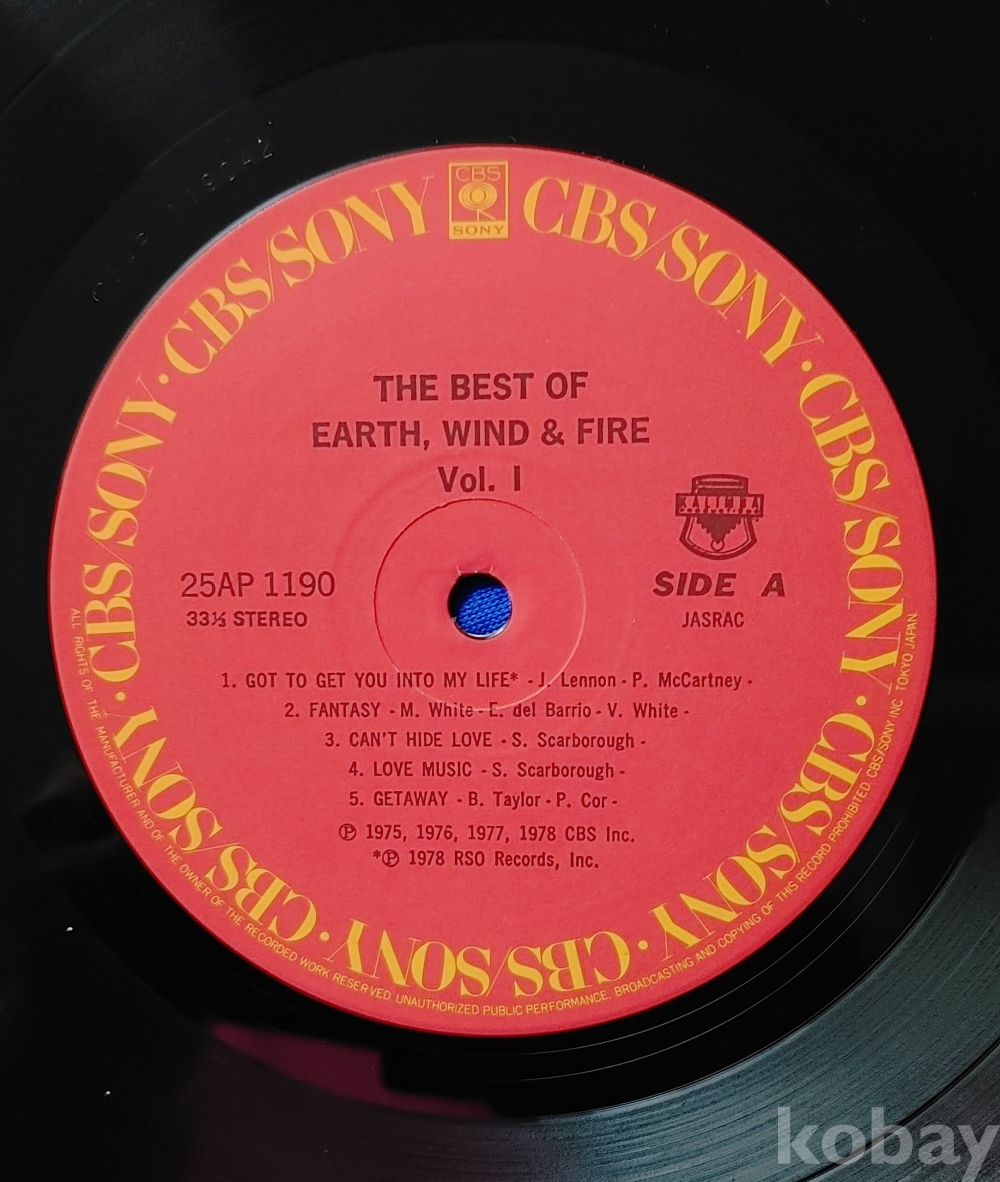 CBS
SONY
CBS/SONY · CBS/SONY · CBS/SONY · CBS/SONY · CBS/SONY · CBS/SONY · CBS/SONY · CBS/SONY · CBS/SONY
THE BEST OF
EARTH, WIND & FIRE
Vol. I
KALIMBA
25AP 1190
33⅓ STEREO
SIDE A
JASRAC
1. GOT TO GET YOU INTO MY LIFE* - J. Lennon - P. McCartney -
2. FANTASY - M. White - E. del Barrio - V. White -
3. CAN'T HIDE LOVE - S. Scarborough -
4. LOVE MUSIC - S. Scarborough -
5. GETAWAY - B. Taylor - P. Cor -
℗ 1975, 1976, 1977, 1978 CBS Inc.
*℗ 1978 RSO Records, Inc.
ALL RIGHTS OF THE MANUFACTURER AND OF THE OWNER OF THE RECORDED WORK RESERVED UNAUTHORIZED PUBLIC PERFORMANCE. BROADCASTING AND COPYING OF THIS RECORD PROHIBITED CBS/SONY INC. TOKYO JAPAN
kobay